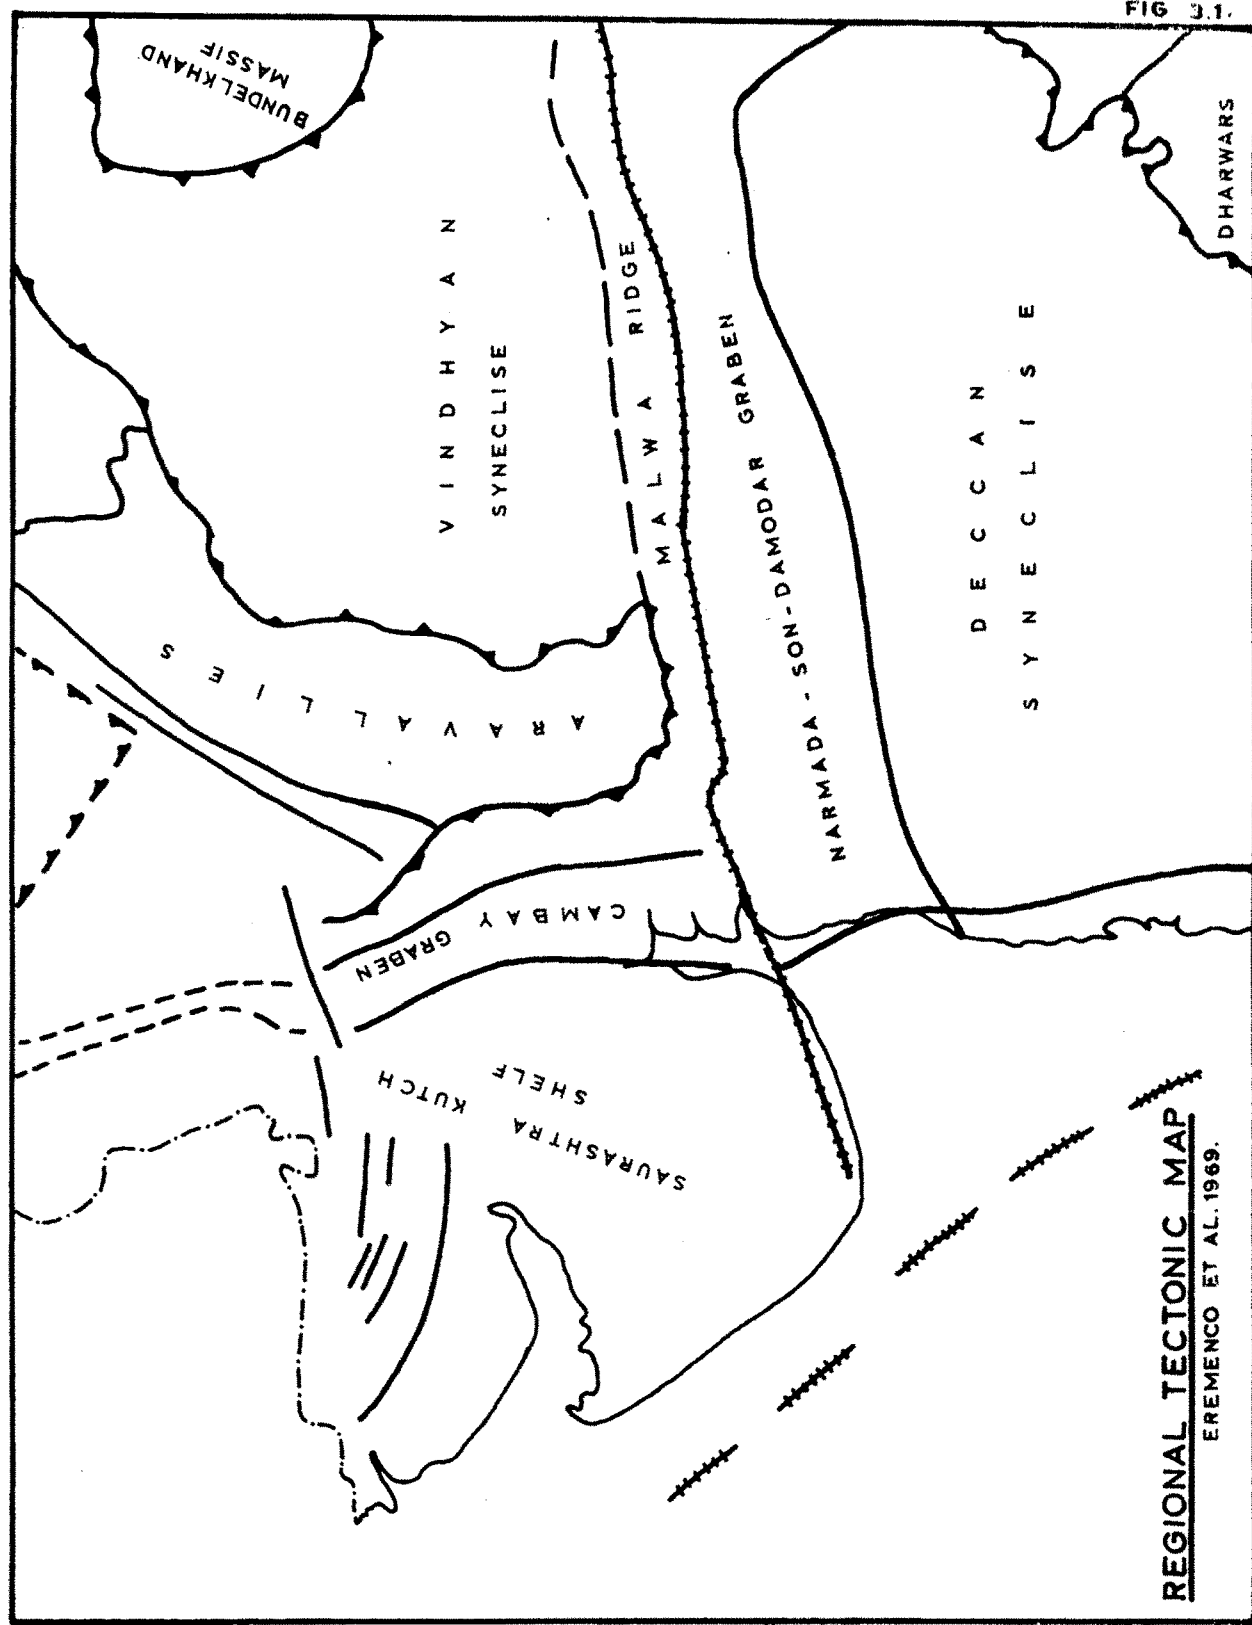 FIG 3.1.
BUNDELKHAND
MASSIF
VINDHYAN
SYNECLISE
ARAVALLIES
MALWA RIDGE
NARMADA - SON - DAMODAR GRABEN
DECCAN
SYNECLISE
DHARWARS
CAMBAY GRABEN
SAURASHTRA KUTCH
SHELF
REGIONAL TECTONIC MAP
EREMENCO ET AL. 1969.